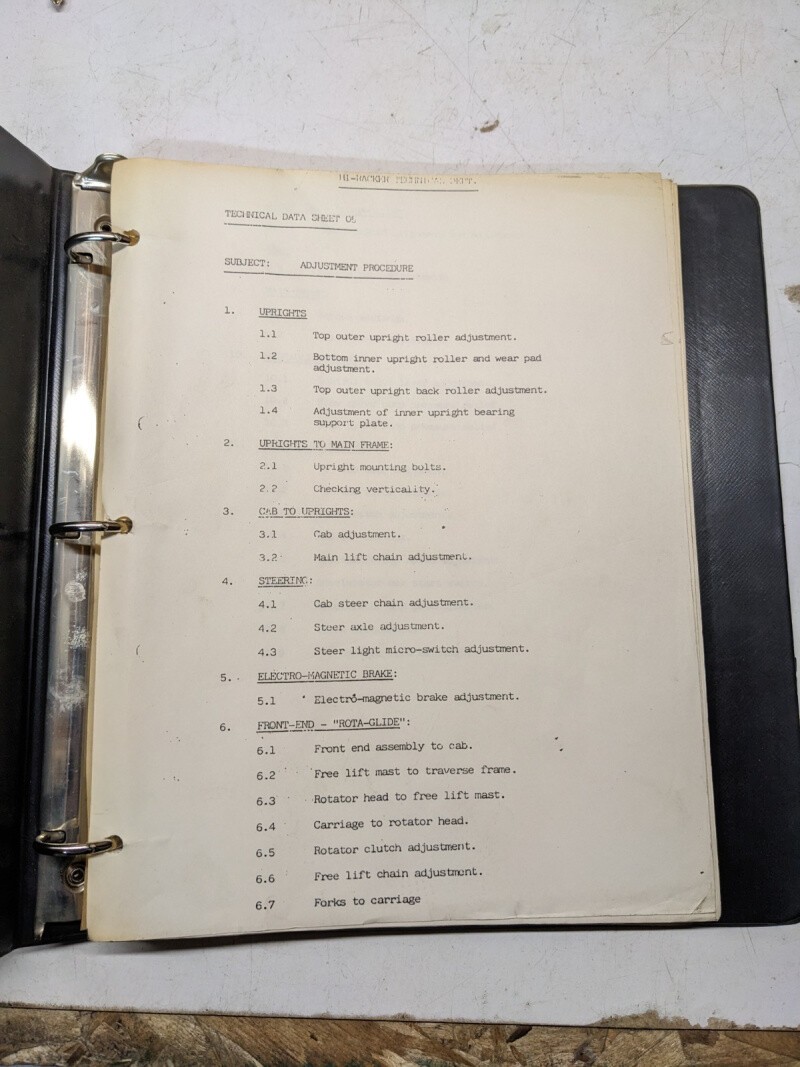 HI-RACKER TECHNICAL DEPT.
TECHNICAL DATA SHEET 05
SUBJECT: ADJUSTMENT PROCEDURE
1. UPRIGHTS
1.1 Top outer upright roller adjustment.
1.2 Bottom inner upright roller and wear pad
adjustment.
1.3 Top outer upright back roller adjustment.
1.4 Adjustment of inner upright bearing
support plate.
2. UPRIGHTS TO MAIN FRAME:
2.1 Upright mounting bolts.
2.2 Checking verticality.
3. CAB TO UPRIGHTS:
3.1 Cab adjustment.
3.2 Main lift chain adjustment.
4. STEERING:
4.1 Cab steer chain adjustment.
4.2 Steer axle adjustment.
4.3 Steer light micro-switch adjustment.
5. ELECTRO-MAGNETIC BRAKE:
5.1 Electro-magnetic brake adjustment.
6. FRONT-END - "ROTA-GLIDE":
6.1 Front end assembly to cab.
6.2 Free lift mast to traverse frame.
6.3 Rotator head to free lift mast.
6.4 Carriage to rotator head.
6.5 Rotator clutch adjustment.
6.6 Free lift chain adjustment.
6.7 Forks to carriage